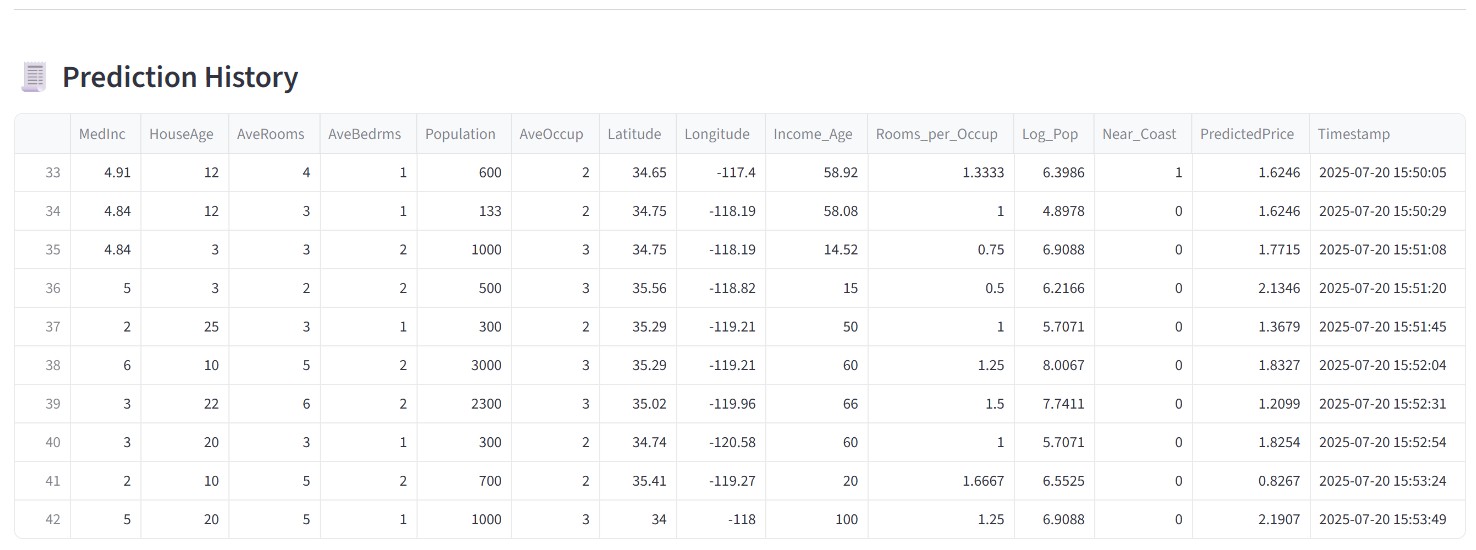 Prediction History
MedInc HouseAge AveRooms AveBedrms Population AveOccup Latitude Longitude Income_Age Rooms_per_Occup Log_Pop Near_Coast PredictedPrice Timestamp
33 4.91 12 4 1 600 2 34.65 -117.4 58.92 1.3333 6.3986 1 1.6246 2025-07-20 15:50:05
34 4.84 12 3 1 133 2 34.75 -118.19 58.08 1 4.8978 0 1.6246 2025-07-20 15:50:29
35 4.84 3 3 2 1000 3 34.75 -118.19 14.52 0.75 6.9088 0 1.7715 2025-07-20 15:51:08
36 5 3 2 2 500 3 35.56 -118.82 15 0.5 6.2166 0 2.1346 2025-07-20 15:51:20
37 2 25 3 1 300 2 35.29 -119.21 50 1 5.7071 0 1.3679 2025-07-20 15:51:45
38 6 10 5 2 3000 3 35.29 -119.21 60 1.25 8.0067 0 1.8327 2025-07-20 15:52:04
39 3 22 6 2 2300 3 35.02 -119.96 66 1.5 7.7411 0 1.2099 2025-07-20 15:52:31
40 3 20 3 1 300 2 34.74 -120.58 60 1 5.7071 0 1.8254 2025-07-20 15:52:54
41 2 10 5 2 700 2 35.41 -119.27 20 1.6667 6.5525 0 0.8267 2025-07-20 15:53:24
42 5 20 5 1 1000 3 34 -118 100 1.25 6.9088 0 2.1907 2025-07-20 15:53:49